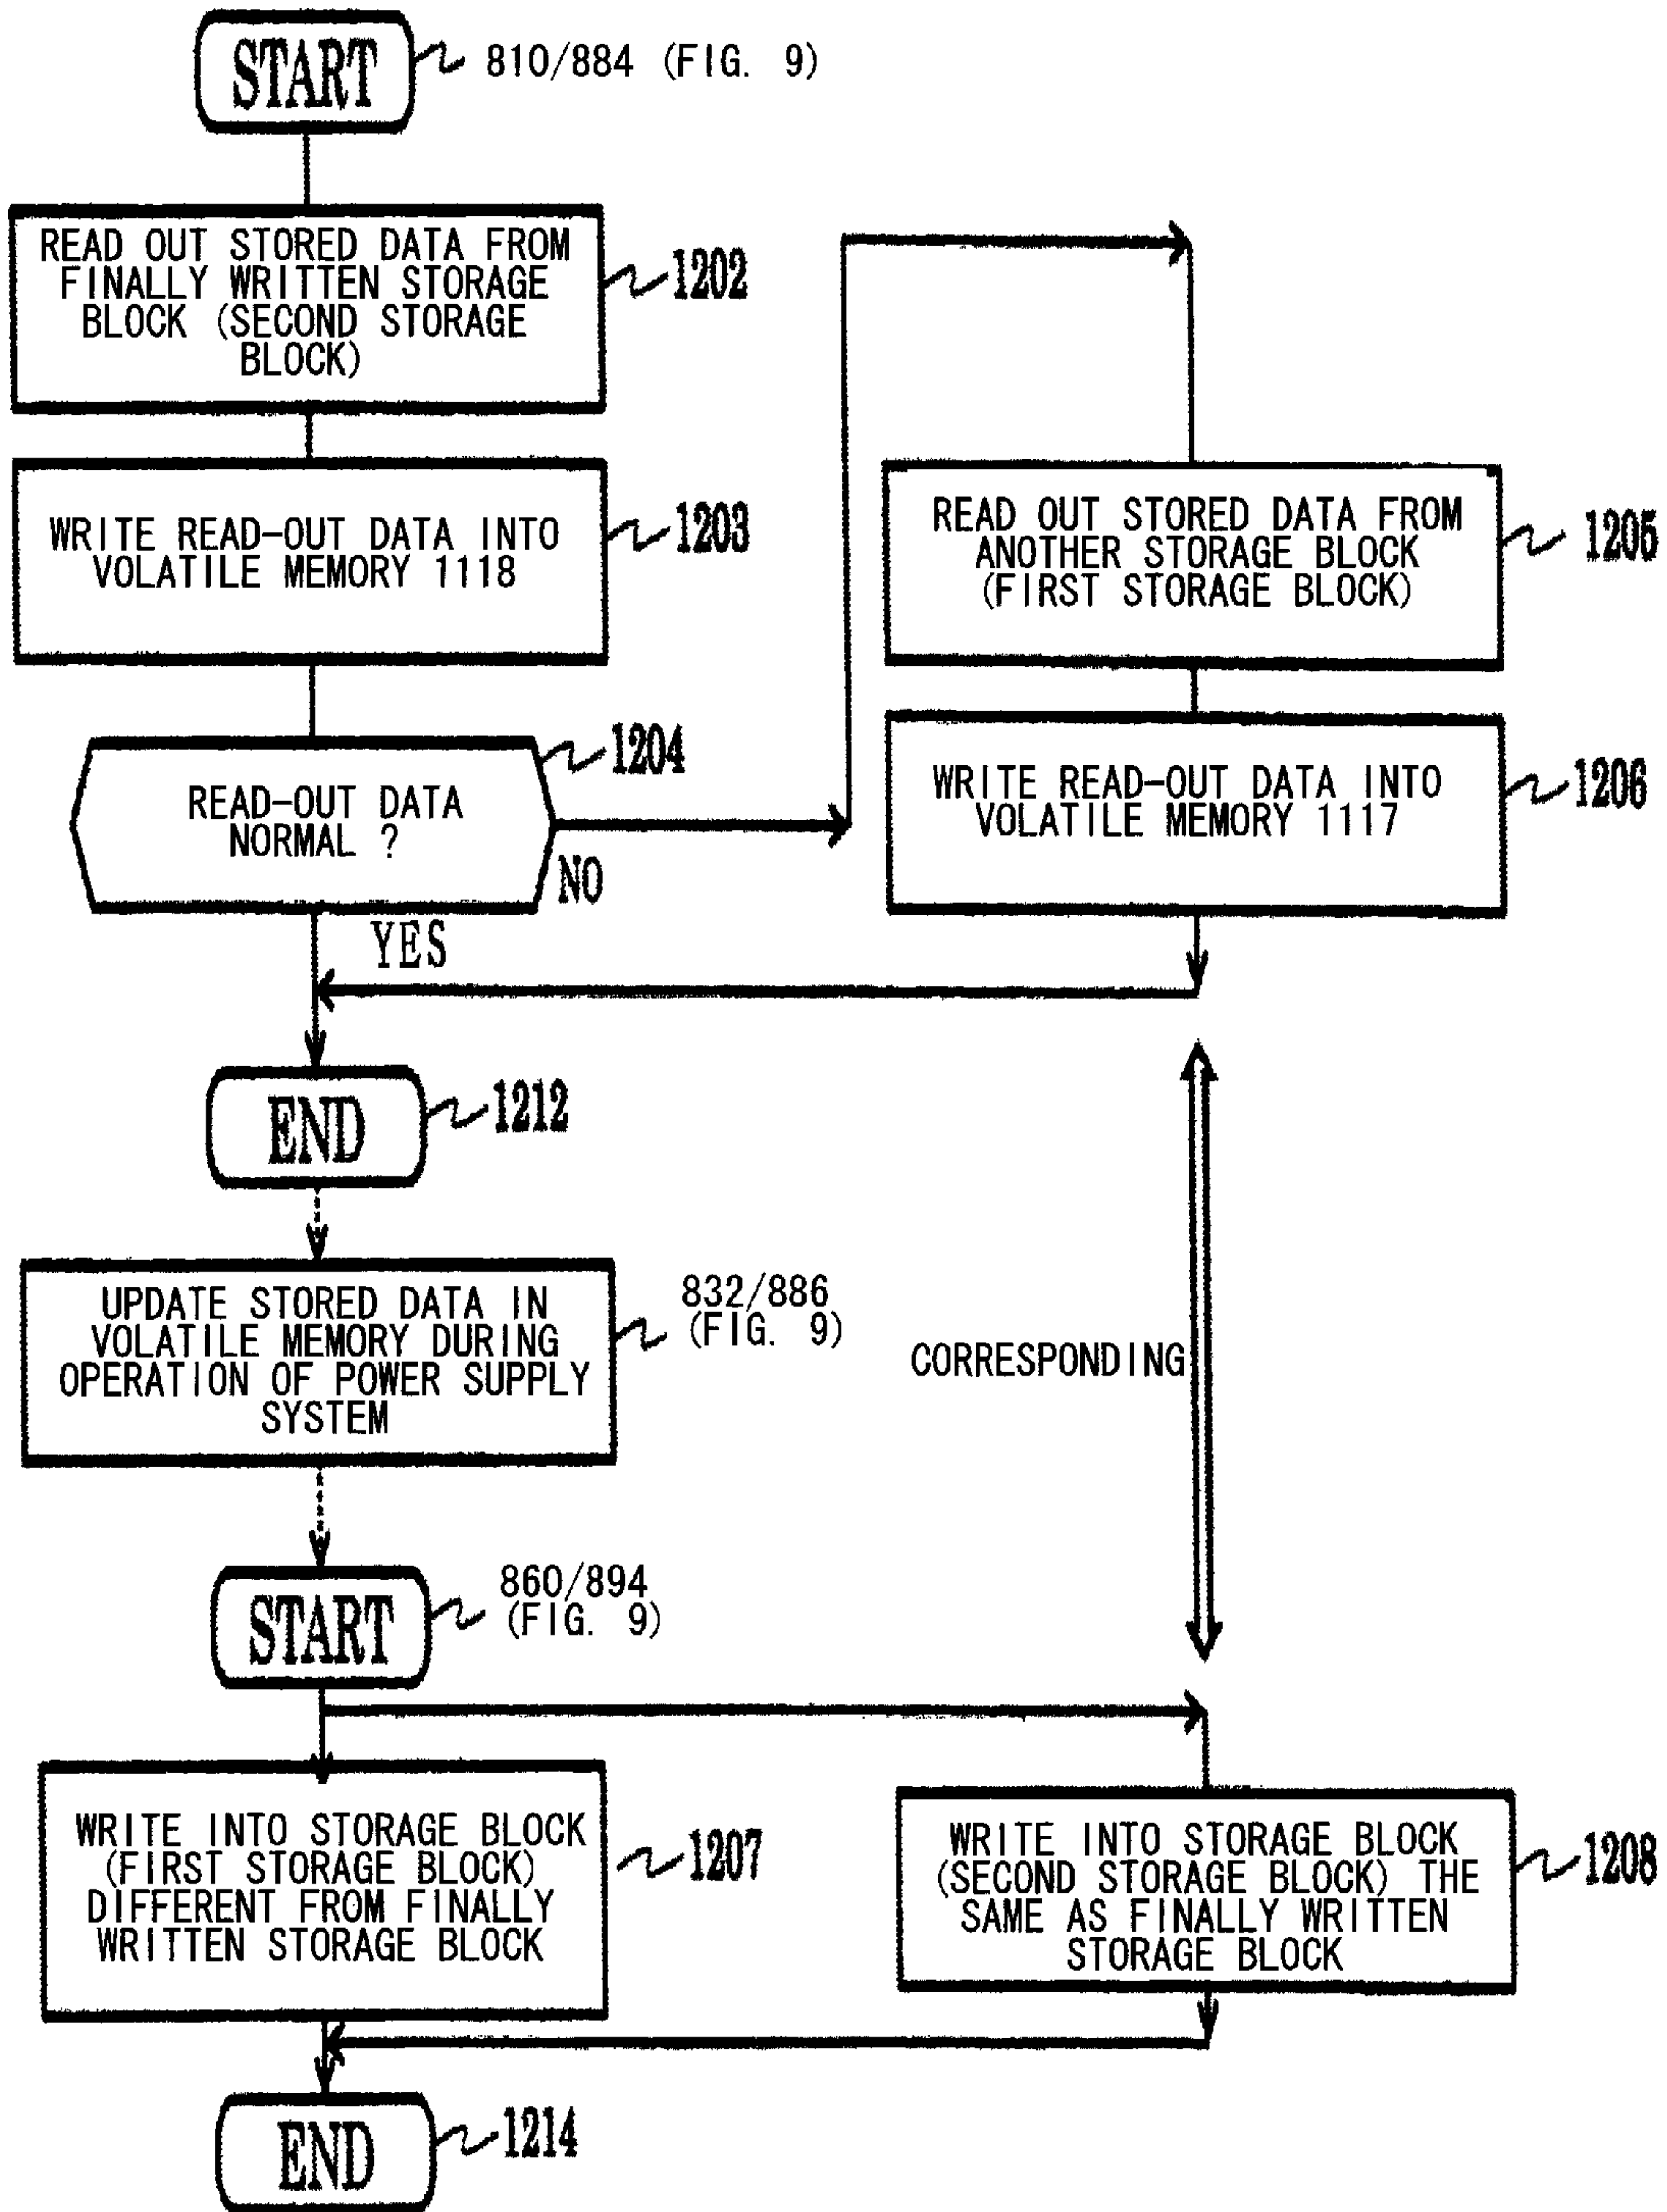 START
810/884 (FIG. 9)
READ OUT STORED DATA FROM
FINALLY WRITTEN STORAGE
BLOCK (SECOND STORAGE
BLOCK)
1202
WRITE READ-OUT DATA INTO
VOLATILE MEMORY 1118
1203
READ-OUT DATA
NORMAL ?
1204
NO
YES
READ OUT STORED DATA FROM
ANOTHER STORAGE BLOCK
(FIRST STORAGE BLOCK)
1205
WRITE READ-OUT DATA INTO
VOLATILE MEMORY 1117
1206
END
1212
UPDATE STORED DATA IN
VOLATILE MEMORY DURING
OPERATION OF POWER SUPPLY
SYSTEM
832/886
(FIG. 9)
CORRESPONDING
START
860/894
(FIG. 9)
WRITE INTO STORAGE BLOCK
(FIRST STORAGE BLOCK)
DIFFERENT FROM FINALLY
WRITTEN STORAGE BLOCK
1207
WRITE INTO STORAGE BLOCK
(SECOND STORAGE BLOCK) THE
SAME AS FINALLY WRITTEN
STORAGE BLOCK
1208
END
1214